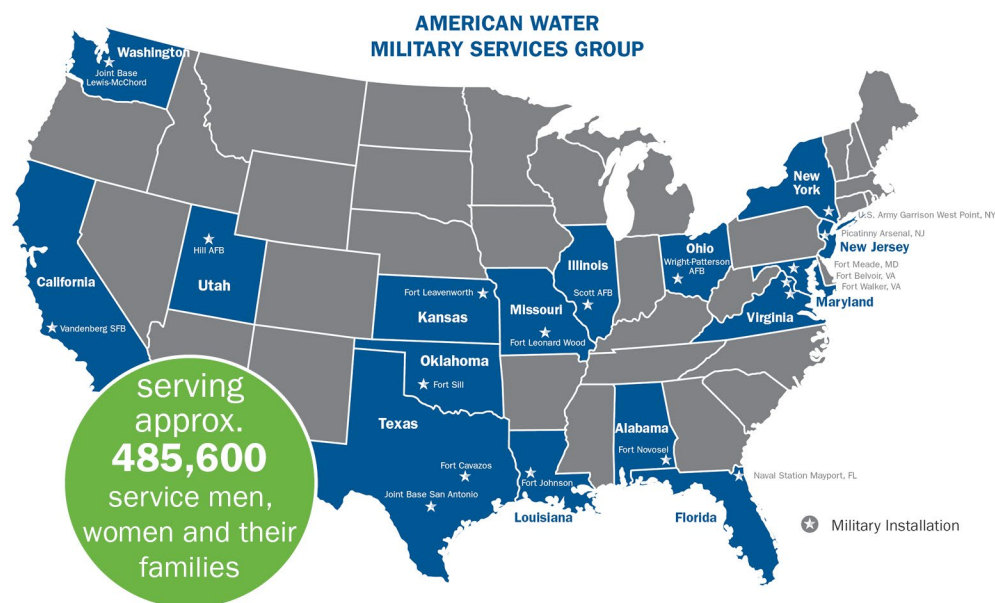 AMERICAN WATER
MILITARY SERVICES GROUP
Washington
Joint Base
Lewis-McChord
New
York
U.S. Army Garrison West Point, NY
Picatinny Arsenal, NJ
New Jersey
Hill AFB
Utah
California
Vandenberg SFB
Fort Leavenworth
Kansas
Missouri
Fort Leonard Wood
Illinois
Scott AFB
Ohio
Wright-Patterson
AFB
Fort Meade, MD
Fort Belvoir, VA
Fort Walker, VA
Maryland
Virginia
Oklahoma
Fort Sill
Texas
Fort Cavazos
Joint Base San Antonio
Fort Johnson
Louisiana
Alabama
Fort Novosel
Naval Station Mayport, FL
Florida
serving
approx.
485,600
service men,
women and their
families
Military Installation